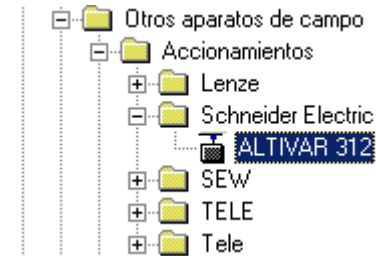 Otros aparatos de campo
Accionamientos
Lenze
Schneider Electric
ALTIVAR 312
SEW
TELE
Tele